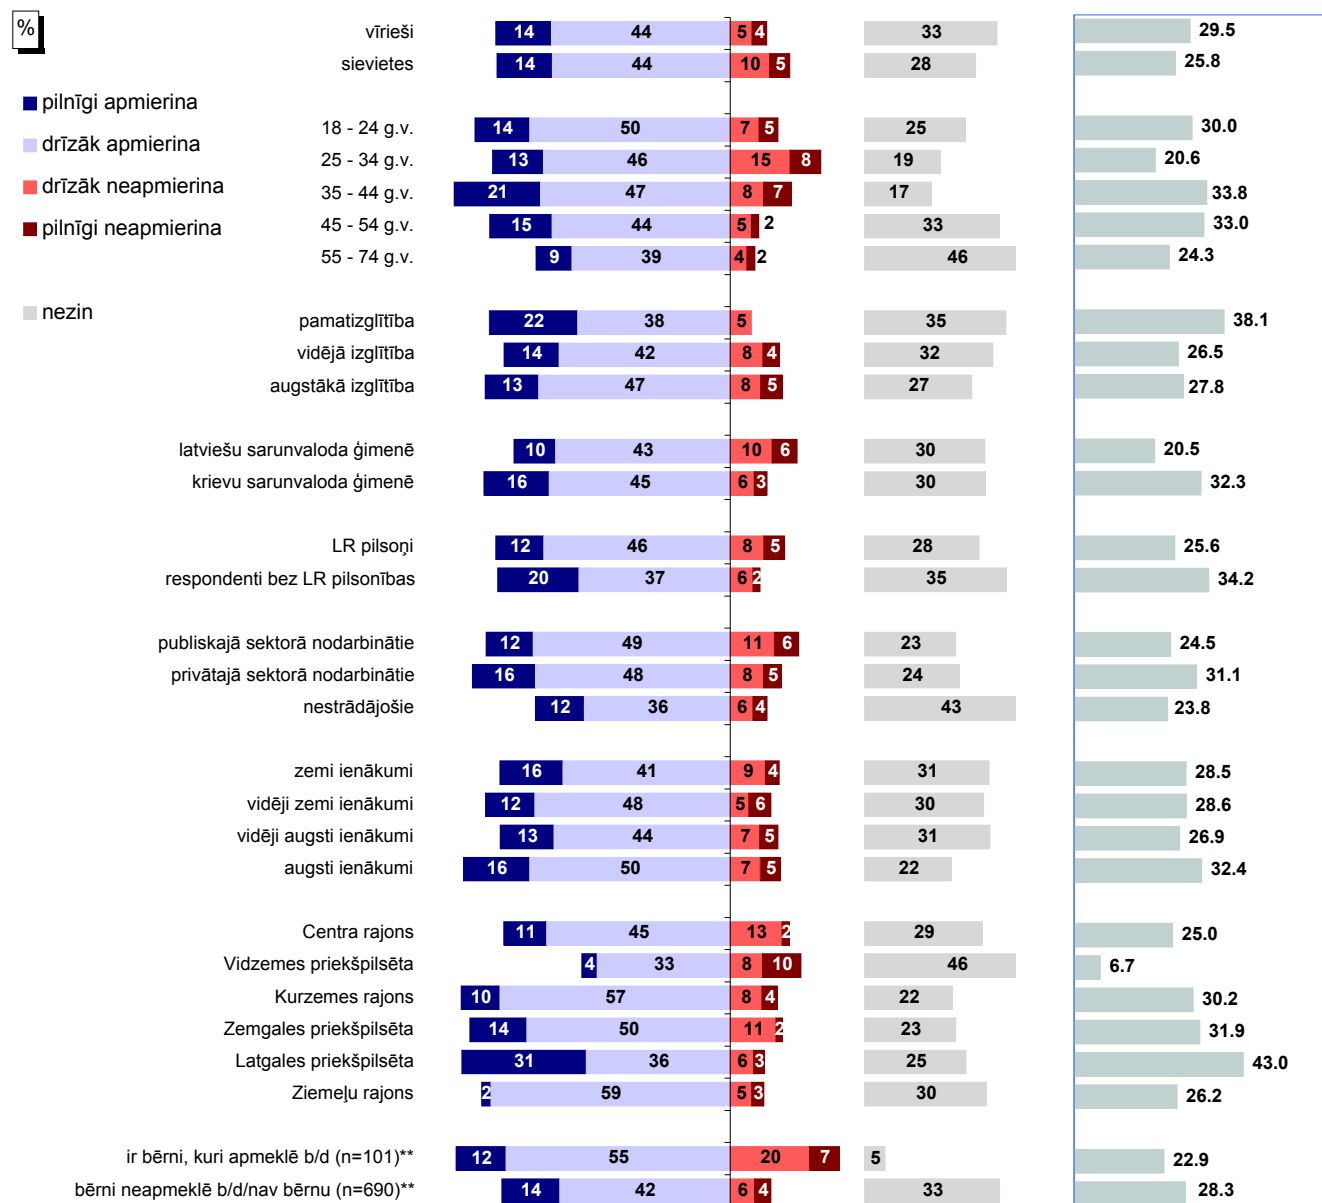 %
pilnīgi apmierina
drīzāk apmierina
drīzāk neapmierina
pilnīgi neapmierina
nezin
vīrieši 14 44 5 4 33 29.5
sievietes 14 44 10 5 28 25.8
18 - 24 g.v. 14 50 7 5 25 30.0
25 - 34 g.v. 13 46 15 8 19 20.6
35 - 44 g.v. 21 47 8 7 17 33.8
45 - 54 g.v. 15 44 5 2 33 33.0
55 - 74 g.v. 9 39 4 2 46 24.3
pamatizglītība 22 38 5 35 38.1
vidējā izglītība 14 42 8 4 32 26.5
augstākā izglītība 13 47 8 5 27 27.8
latviešu sarunvaloda ģimenē 10 43 10 6 30 20.5
krievu sarunvaloda ģimenē 16 45 6 3 30 32.3
LR pilsoņi 12 46 8 5 28 25.6
respondenti bez LR pilsonības 20 37 6 2 35 34.2
publiskajā sektorā nodarbinātie 12 49 11 6 23 24.5
privātajā sektorā nodarbinātie 16 48 8 5 24 31.1
nestrādājošie 12 36 6 4 43 23.8
zemi ienākumi 16 41 9 4 31 28.5
vidēji zemi ienākumi 12 48 5 6 30 28.6
vidēji augsti ienākumi 13 44 7 5 31 26.9
augsti ienākumi 16 50 7 5 22 32.4
Centra rajons 11 45 13 2 29 25.0
Vidzemes priekšpilsēta 4 33 8 10 46 6.7
Kurzemes rajons 10 57 8 4 22 30.2
Zemgales priekšpilsēta 14 50 11 2 23 31.9
Latgales priekšpilsēta 31 36 6 3 25 43.0
Ziemeļu rajons 2 59 5 3 30 26.2
ir bērni, kuri apmeklē b/d (n=101)** 12 55 20 7 5 22.9
bērni neapmeklē b/d/nav bērnu (n=690)** 14 42 6 4 33 28.3